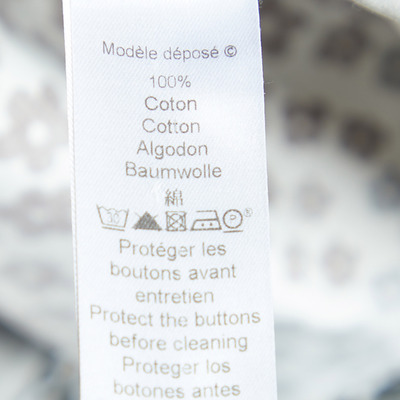 Modèle déposé ©
100%
Coton
Cotton
Algodon
Baumwolle
綿
Protéger les
boutons avant
entretien
Protect the buttons
before cleaning
Proteger los
botones antes